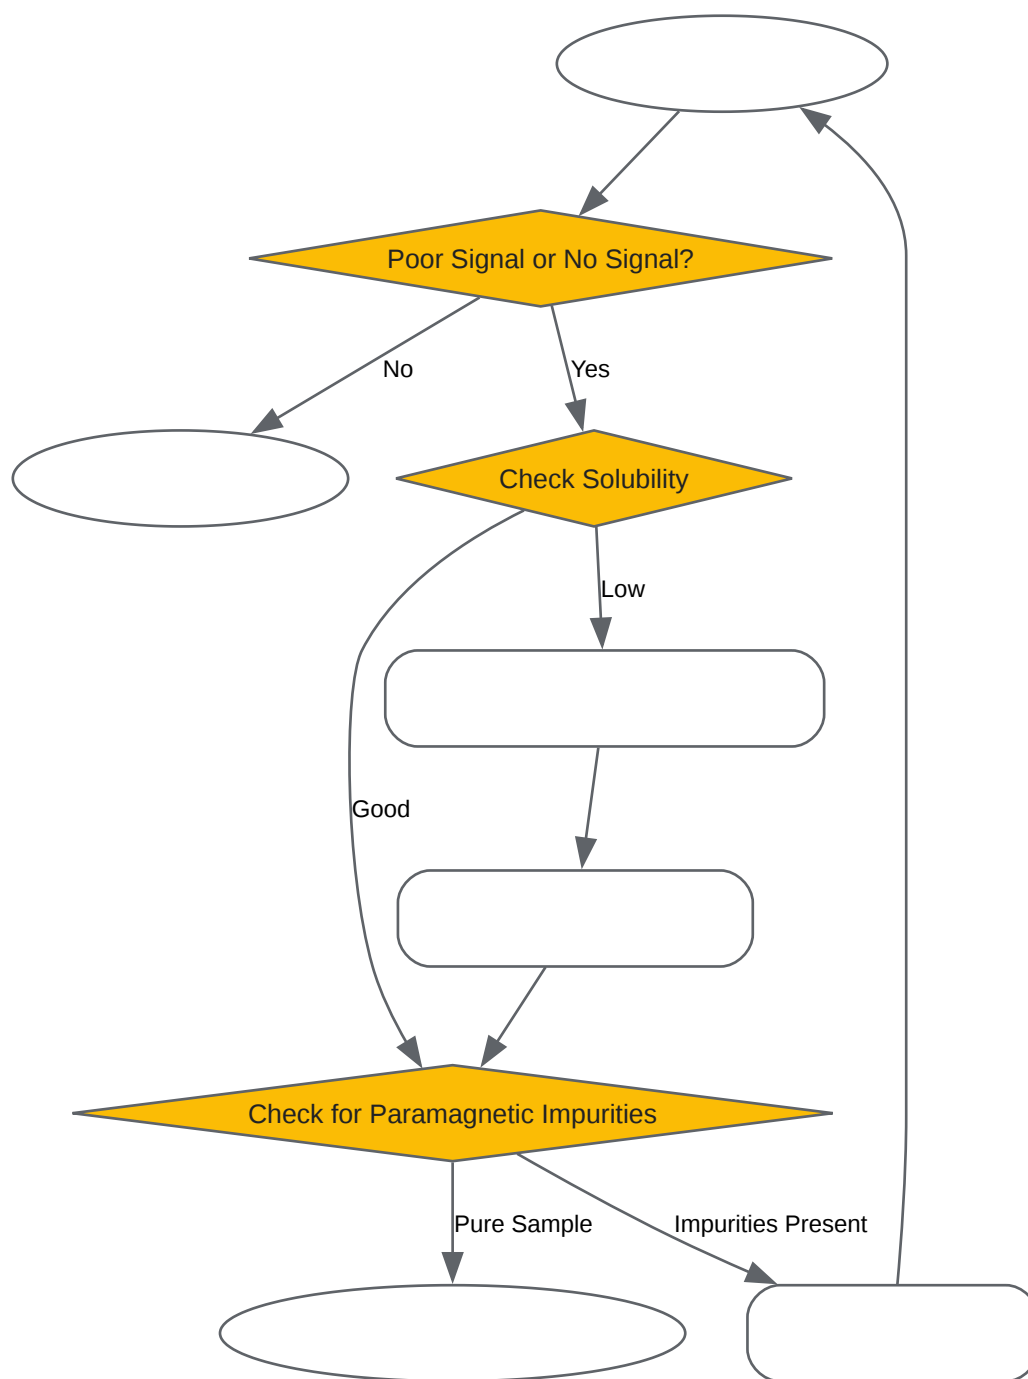 Poor Signal or No Signal?
No
Yes
Check Solubility
Low
Good
Check for Paramagnetic Impurities
Pure Sample
Impurities Present